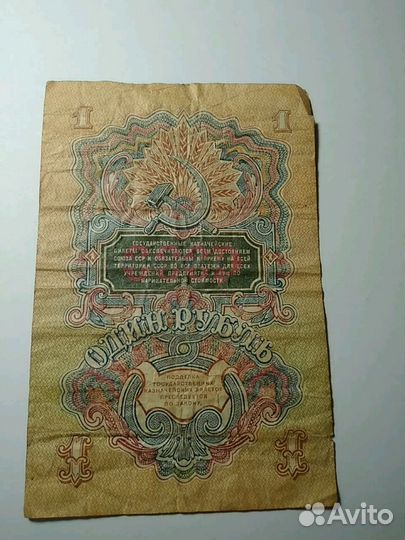 1 1
ГОСУДАРСТВЕННЫЕ КАЗНАЧЕЙСКИЕ
БИЛЕТЫ ОБЕСПЕЧИВАЮТСЯ ВСЕМ ДОСТОЯНИЕМ
СОЮЗА ССР И ОБЯЗАТЕЛЬНЫ К ПРИЕМУ НА ВСЕЙ
ТЕРРИТОРИИ СССР ВО ВСЕ ПЛАТЕЖИ ДЛЯ ВСЕХ
УЧРЕЖДЕНИЙ, ПРЕДПРИЯТИЙ И ЛИЦ ПО
НАРИЦАТЕЛЬНОЙ СТОИМОСТИ.
ОДИН РУБЛЬ
ПОДДЕЛКА
ГОСУДАРСТВЕННЫХ
КАЗНАЧЕЙСКИХ БИЛЕТОВ
ПРЕСЛЕДУЕТСЯ
ПО ЗАКОНУ.
1 1
Avito